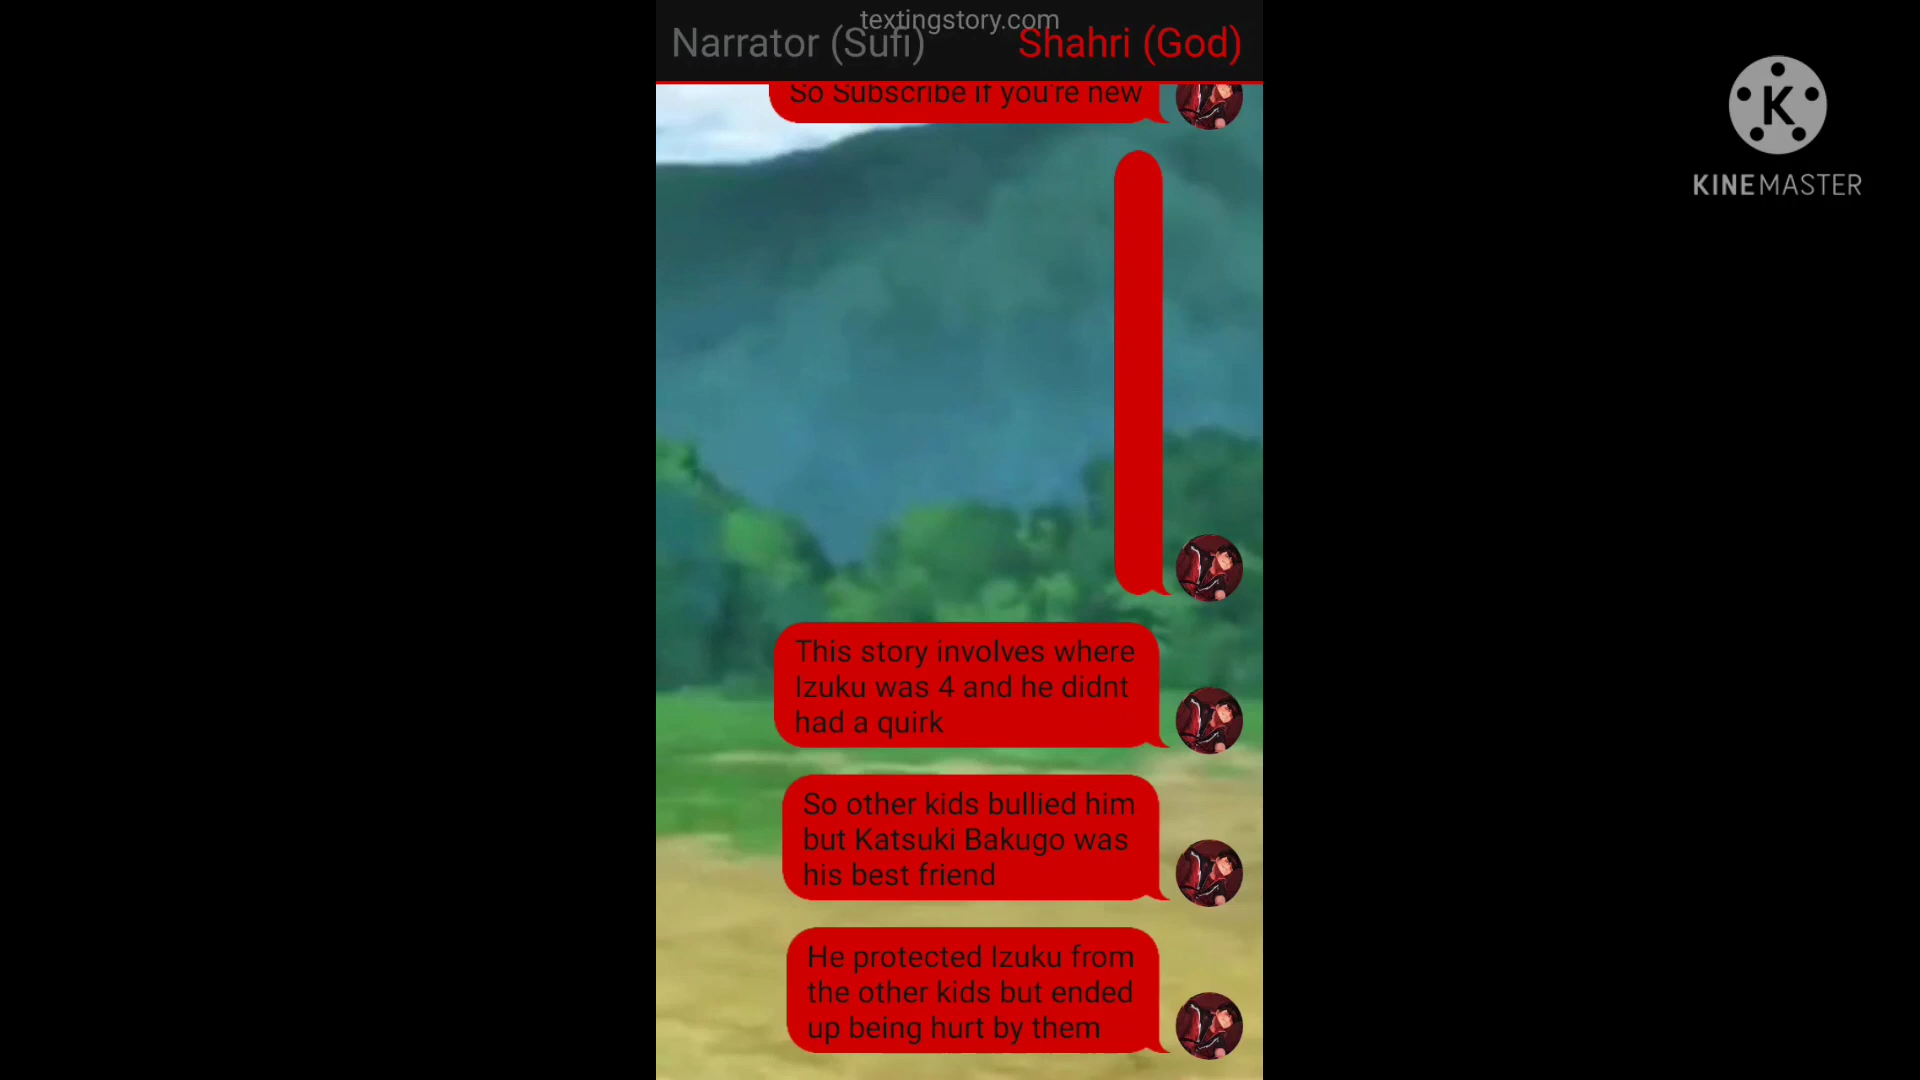 textingstory.com
Narrator (Sufi)
Shahri (God)
So Subscribe if you're new
This story involves where
Izuku was 4 and he didnt
had a quirk
So other kids bullied him
but Katsuki Bakugo was
his best friend
He protected Izuku from
the other kids but ended
up being hurt by them
K
KINEMASTER